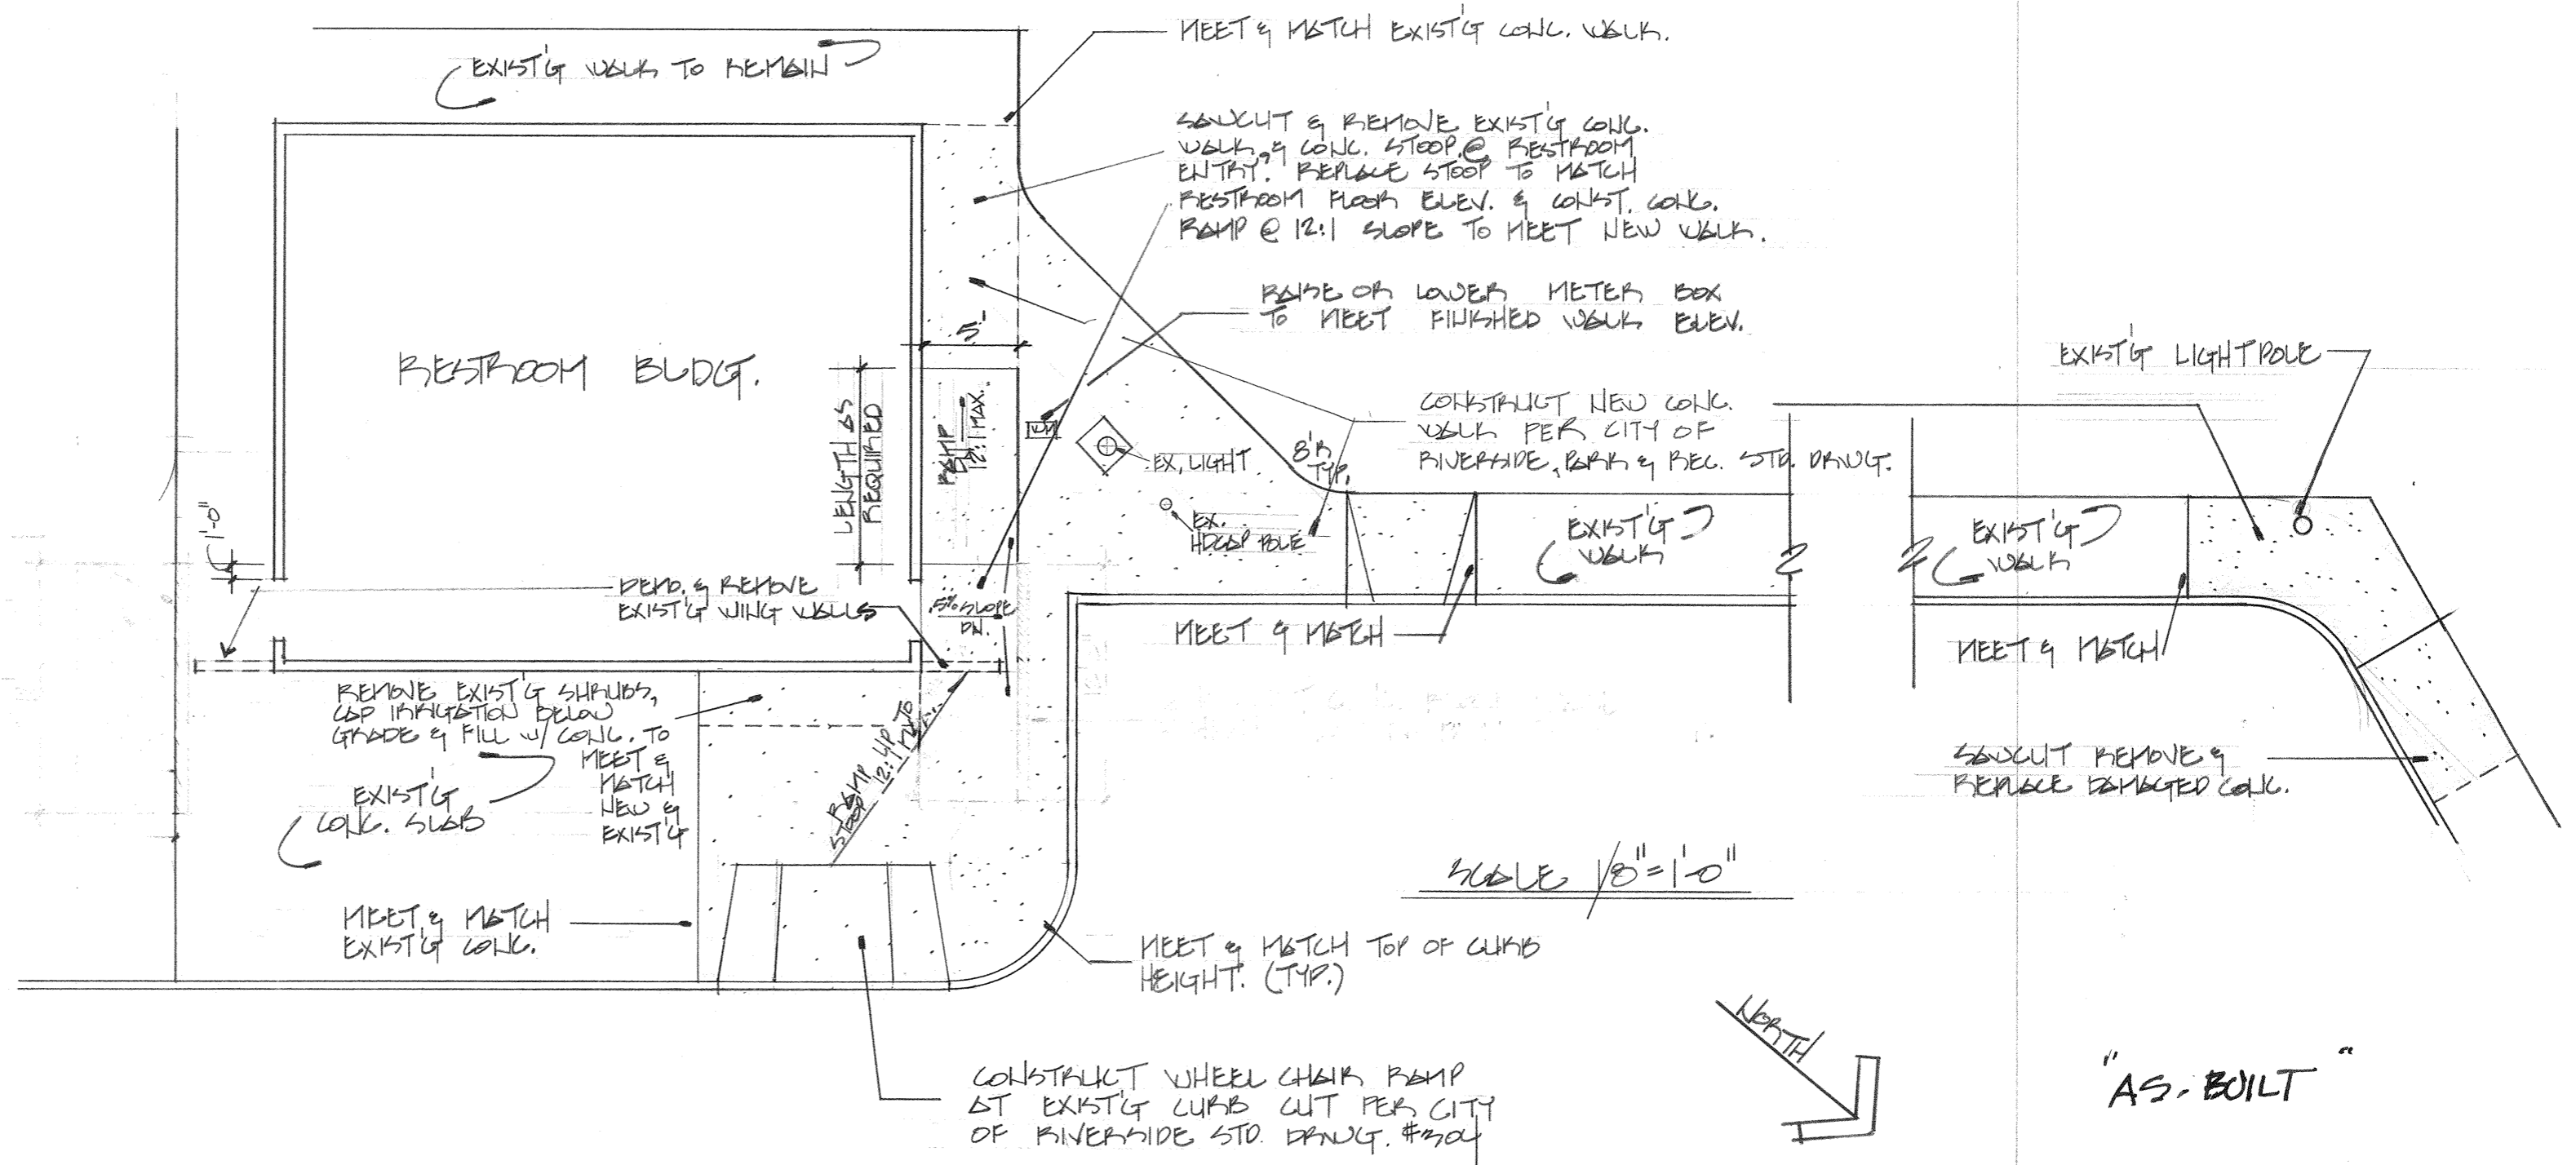 MEET & MATCH EXIST'G CONC. WALK.
EXIST'G WALK TO REMAIN
SAWCUT & REMOVE EXIST'G CONC.
WALK, & CONC. STOOP @ RESTROOM
ENTRY. REPLACE STOOP TO MATCH
RESTROOM FLOOR ELEV. & CONST. CONC.
RAMP @ 12:1 SLOPE TO MEET NEW WALK.
RAISE OR LOWER METER BOX
TO MEET FINISHED WALK ELEV.
5'
RESTROOM BLDG.
LENGTH AS
REQUIRED
RAMP
12:1 MAX.
WM
EX. LIGHT
EX.
HDCAP POLE
8'R
TYP.
CONSTRUCT NEW CONC.
WALK PER CITY OF
RIVERSIDE, PARK & REC. STD. DRWG.
EXIST'G LIGHTPOLE
EXIST'G
WALK
EXIST'G
WALK
1'-0"
DEMO. & REMOVE
EXIST'G WING WALLS
.5% SLOPE
DN.
MEET & MATCH
MEET & MATCH
REMOVE EXIST'G SHRUBS,
CAP IRRIGATION BELOW
GRADE & FILL W/ CONC. TO
MEET &
MATCH
NEW &
EXIST'G
EXIST'G
CONC. SLAB
RAMP 12:1 UP TO
STOOP
SAWCUT REMOVE &
REPLACE DAMAGED CONC.
SCALE 1/8"=1'-0"
MEET & MATCH
EXIST'G CONC.
MEET & MATCH TOP OF CURB
HEIGHT. (TYP.)
NORTH
CONSTRUCT WHEEL CHAIR RAMP
AT EXIST'G CURB CUT PER CITY
OF RIVERSIDE STD. DRWG. #304
"AS-BUILT"